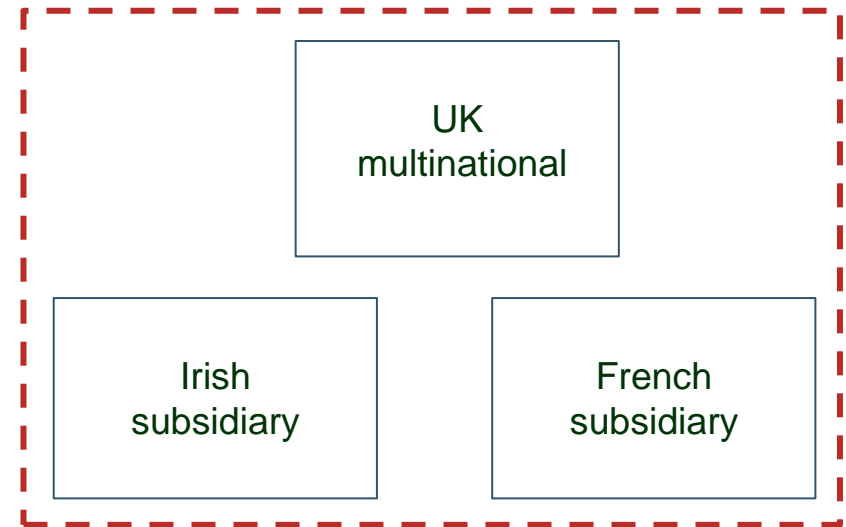 UK
multinational
Irish
subsidiary
French
subsidiary